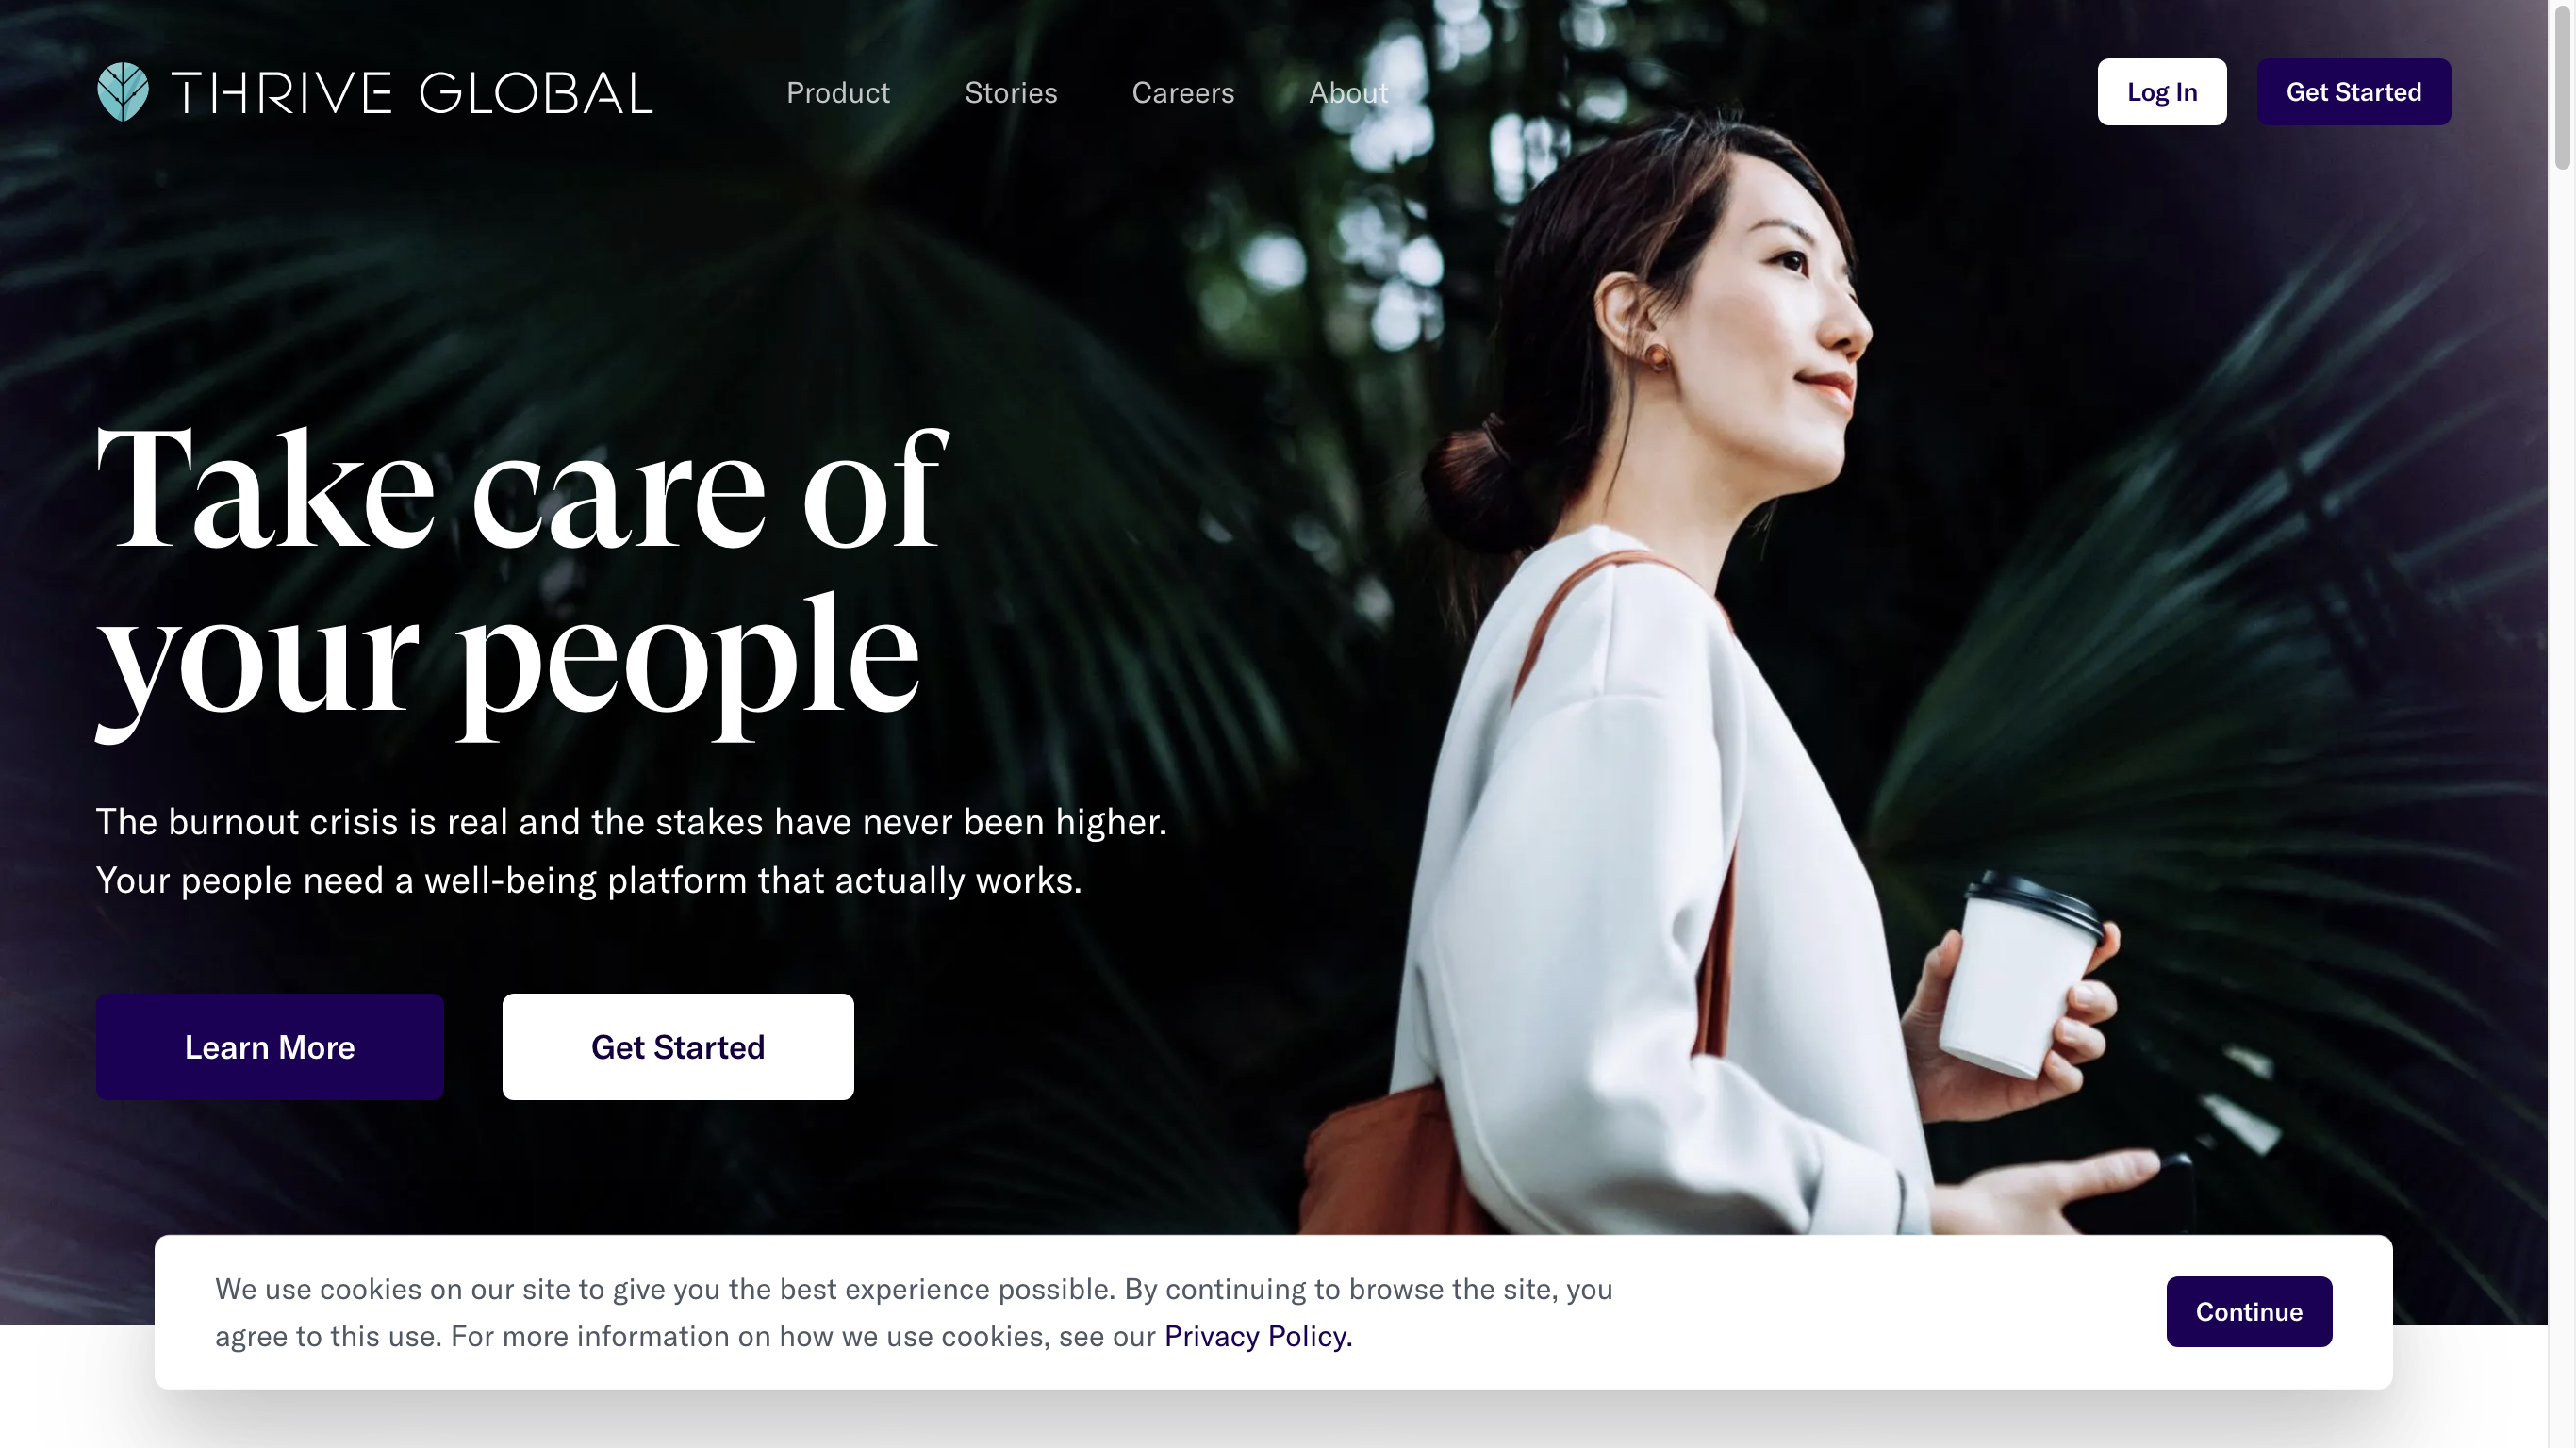 THRIVE GLOBAL
Product
Stories
Careers
About
Log In
Get Started
Take care of
your people
The burnout crisis is real and the stakes have never been higher.
Your people need a well-being platform that actually works.
Learn More
Get Started
We use cookies on our site to give you the best experience possible. By continuing to browse the site, you
agree to this use. For more information on how we use cookies, see our Privacy Policy.
Continue